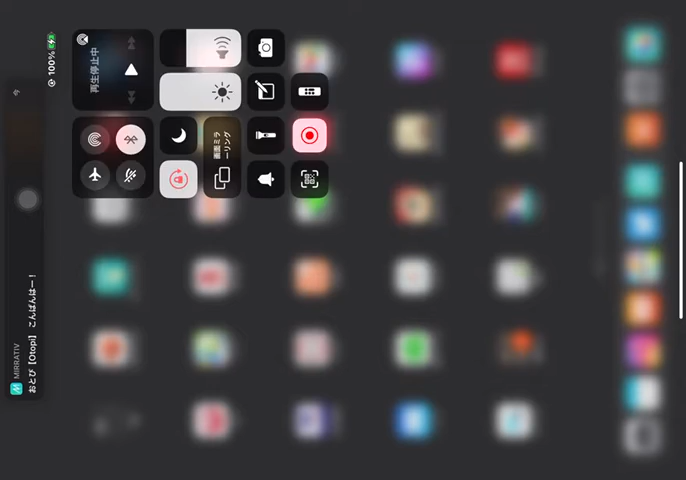 MIRRATIV
今
おとぴ【Otopi】 こんばんはー！
100%
再生停止中
画面ミラ
ーリング